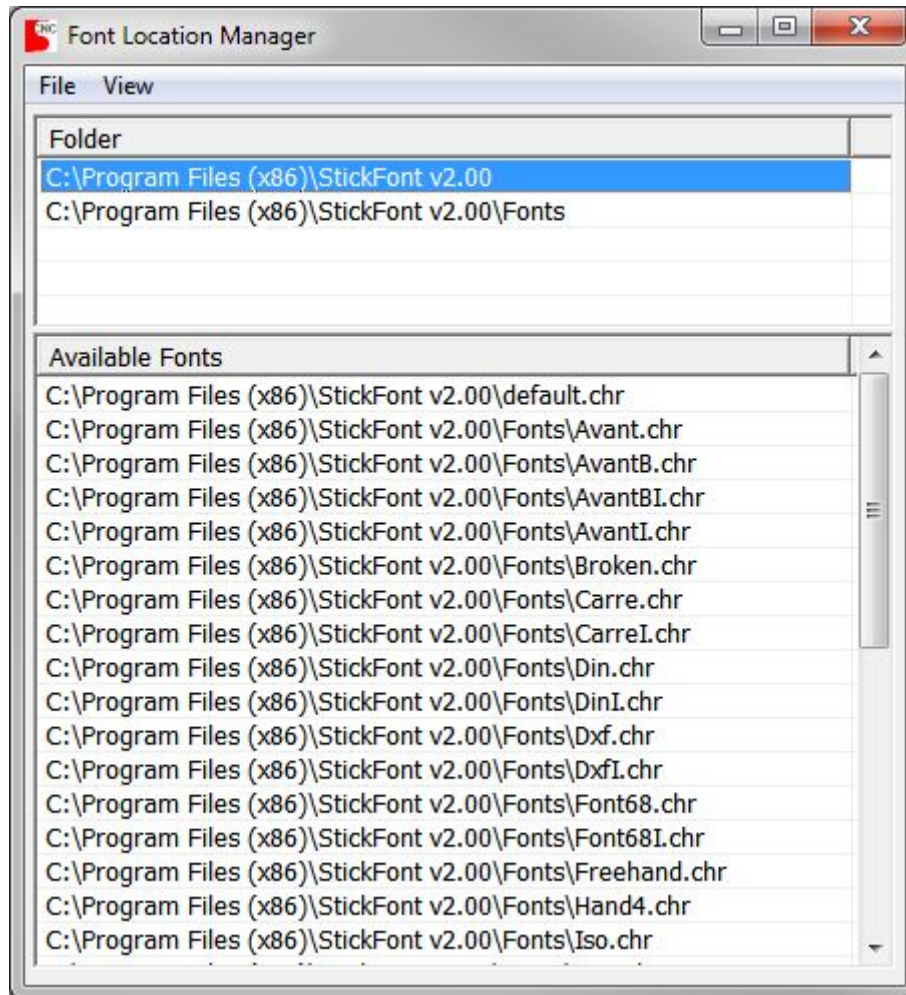 CNC Font Location Manager
File View
Folder
C:\Program Files (x86)\StickFont v2.00
C:\Program Files (x86)\StickFont v2.00\Fonts
Available Fonts
C:\Program Files (x86)\StickFont v2.00\default.chr
C:\Program Files (x86)\StickFont v2.00\Fonts\Avant.chr
C:\Program Files (x86)\StickFont v2.00\Fonts\AvantB.chr
C:\Program Files (x86)\StickFont v2.00\Fonts\AvantBI.chr
C:\Program Files (x86)\StickFont v2.00\Fonts\AvantI.chr
C:\Program Files (x86)\StickFont v2.00\Fonts\Broken.chr
C:\Program Files (x86)\StickFont v2.00\Fonts\Carre.chr
C:\Program Files (x86)\StickFont v2.00\Fonts\CarreI.chr
C:\Program Files (x86)\StickFont v2.00\Fonts\Din.chr
C:\Program Files (x86)\StickFont v2.00\Fonts\DinI.chr
C:\Program Files (x86)\StickFont v2.00\Fonts\Dxf.chr
C:\Program Files (x86)\StickFont v2.00\Fonts\DxfI.chr
C:\Program Files (x86)\StickFont v2.00\Fonts\Font68.chr
C:\Program Files (x86)\StickFont v2.00\Fonts\Font68I.chr
C:\Program Files (x86)\StickFont v2.00\Fonts\Freehand.chr
C:\Program Files (x86)\StickFont v2.00\Fonts\Hand4.chr
C:\Program Files (x86)\StickFont v2.00\Fonts\Iso.chr